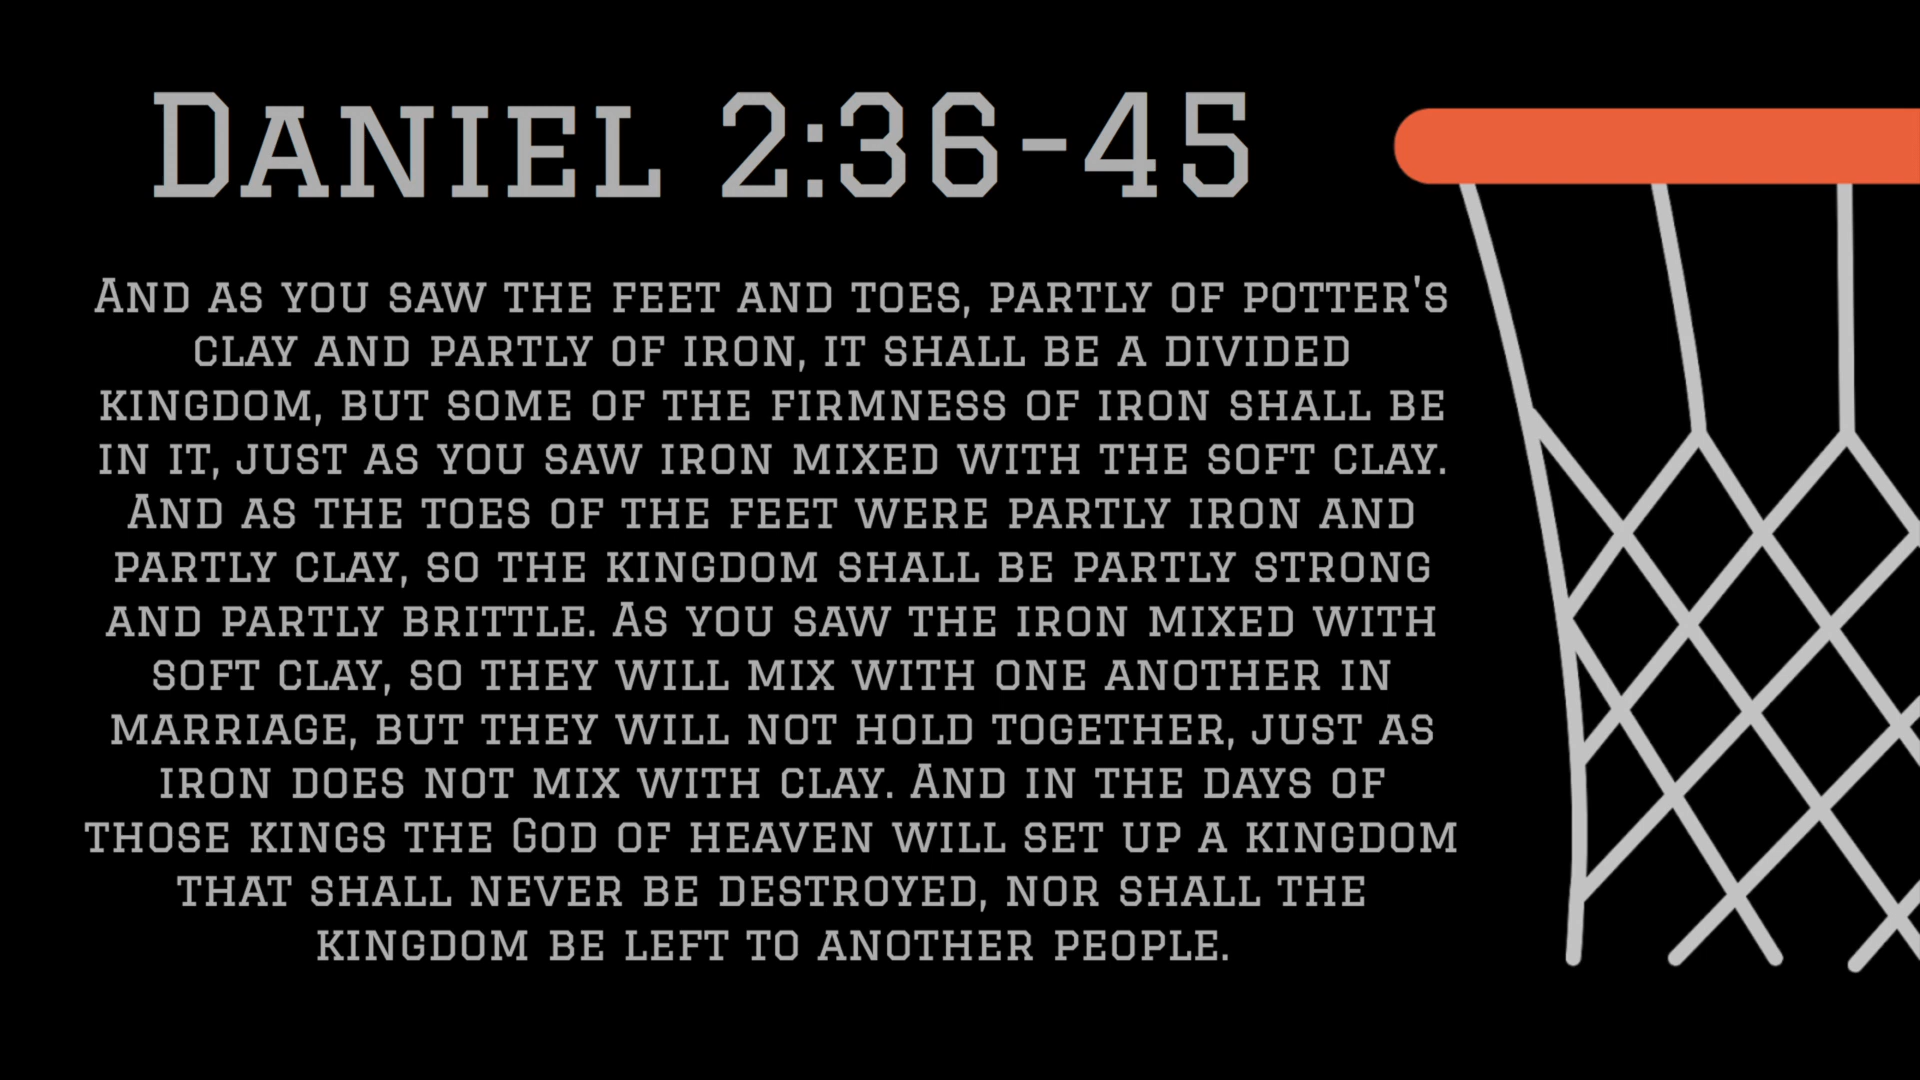 Daniel 2:36-45
And as you saw the feet and toes, partly of potter's
clay and partly of iron, it shall be a divided
kingdom, but some of the firmness of iron shall be
in it, just as you saw iron mixed with the soft clay.
And as the toes of the feet were partly iron and
partly clay, so the kingdom shall be partly strong
and partly brittle. As you saw the iron mixed with
soft clay, so they will mix with one another in
marriage, but they will not hold together, just as
iron does not mix with clay. And in the days of
those kings the God of heaven will set up a kingdom
that shall never be destroyed, nor shall the
kingdom be left to another people.